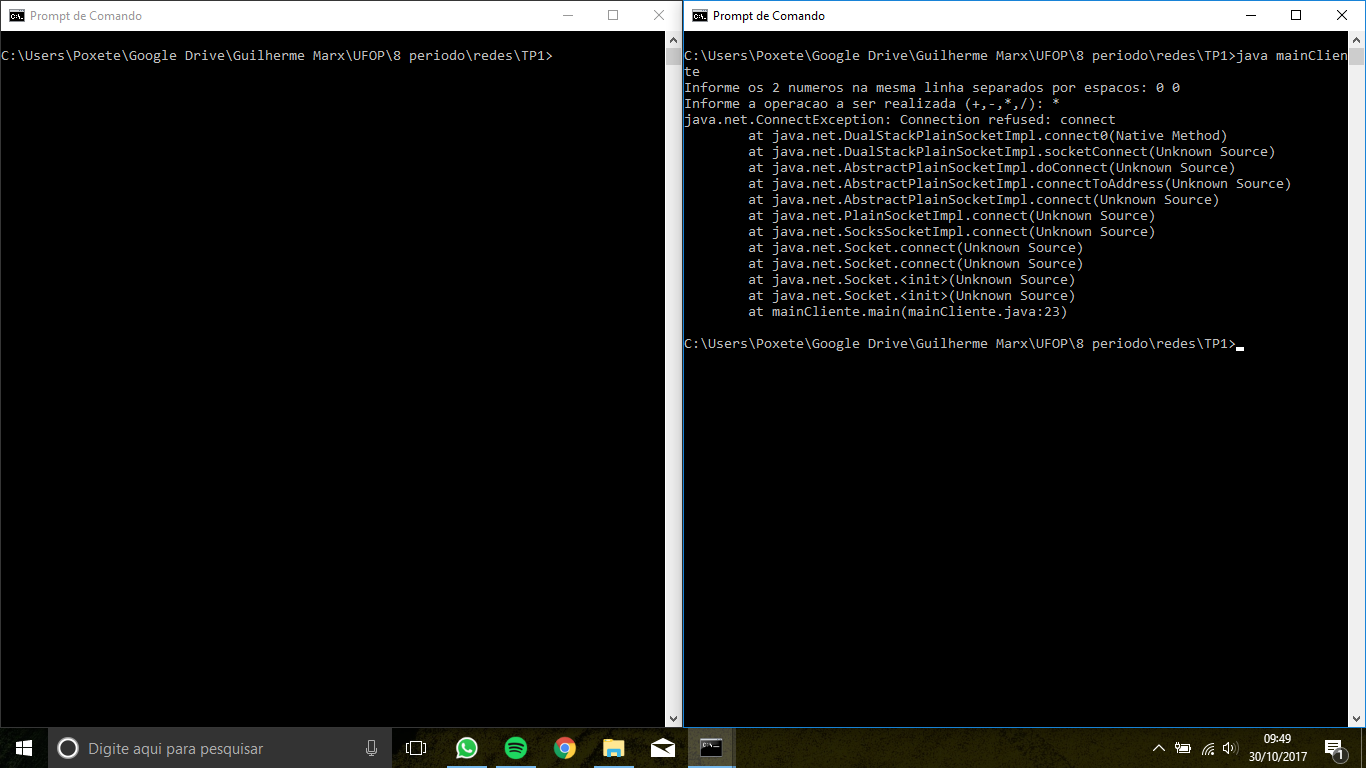 Prompt de Comando
C:\Users\Poxete\Google Drive\Guilherme Marx\UFOP\8 periodo\redes\TP1>
Prompt de Comando
C:\Users\Poxete\Google Drive\Guilherme Marx\UFOP\8 periodo\redes\TP1>java mainClien
te
Informe os 2 numeros na mesma linha separados por espacos: 0 0
Informe a operacao a ser realizada (+,-,*,/): *
java.net.ConnectException: Connection refused: connect
        at java.net.DualStackPlainSocketImpl.connect0(Native Method)
        at java.net.DualStackPlainSocketImpl.socketConnect(Unknown Source)
        at java.net.AbstractPlainSocketImpl.doConnect(Unknown Source)
        at java.net.AbstractPlainSocketImpl.connectToAddress(Unknown Source)
        at java.net.AbstractPlainSocketImpl.connect(Unknown Source)
        at java.net.PlainSocketImpl.connect(Unknown Source)
        at java.net.SocksSocketImpl.connect(Unknown Source)
        at java.net.Socket.connect(Unknown Source)
        at java.net.Socket.connect(Unknown Source)
        at java.net.Socket.<init>(Unknown Source)
        at java.net.Socket.<init>(Unknown Source)
        at mainCliente.main(mainCliente.java:23)
C:\Users\Poxete\Google Drive\Guilherme Marx\UFOP\8 periodo\redes\TP1>
Digite aqui para pesquisar
09:49
30/10/2017
1